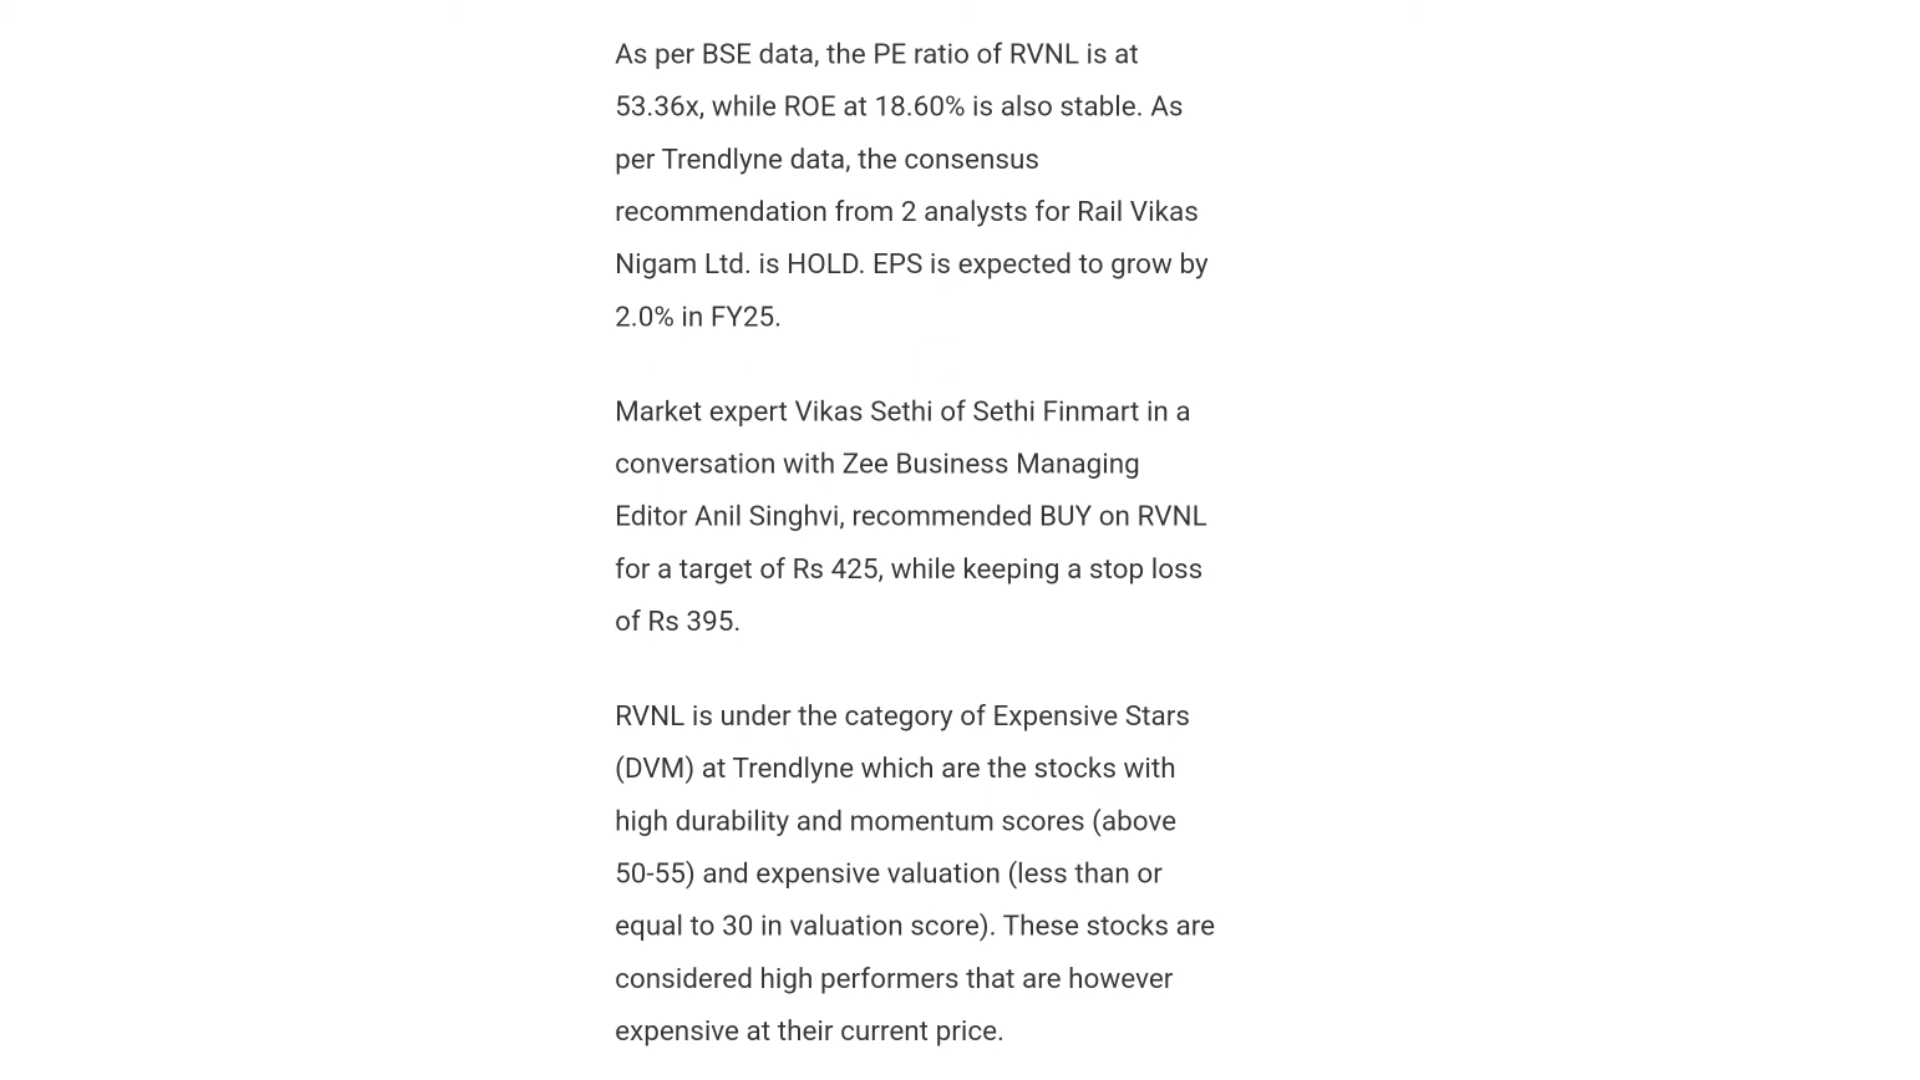 As per BSE data, the PE ratio of RVNL is at
53.36x, while ROE at 18.60% is also stable. As
per Trendlyne data, the consensus
recommendation from 2 analysts for Rail Vikas
Nigam Ltd. is HOLD. EPS is expected to grow by
2.0% in FY25.
Market expert Vikas Sethi of Sethi Finmart in a
conversation with Zee Business Managing
Editor Anil Singhvi, recommended BUY on RVNL
for a target of Rs 425, while keeping a stop loss
of Rs 395.
RVNL is under the category of Expensive Stars
(DVM) at Trendlyne which are the stocks with
high durability and momentum scores (above
50-55) and expensive valuation (less than or
equal to 30 in valuation score). These stocks are
considered high performers that are however
expensive at their current price.